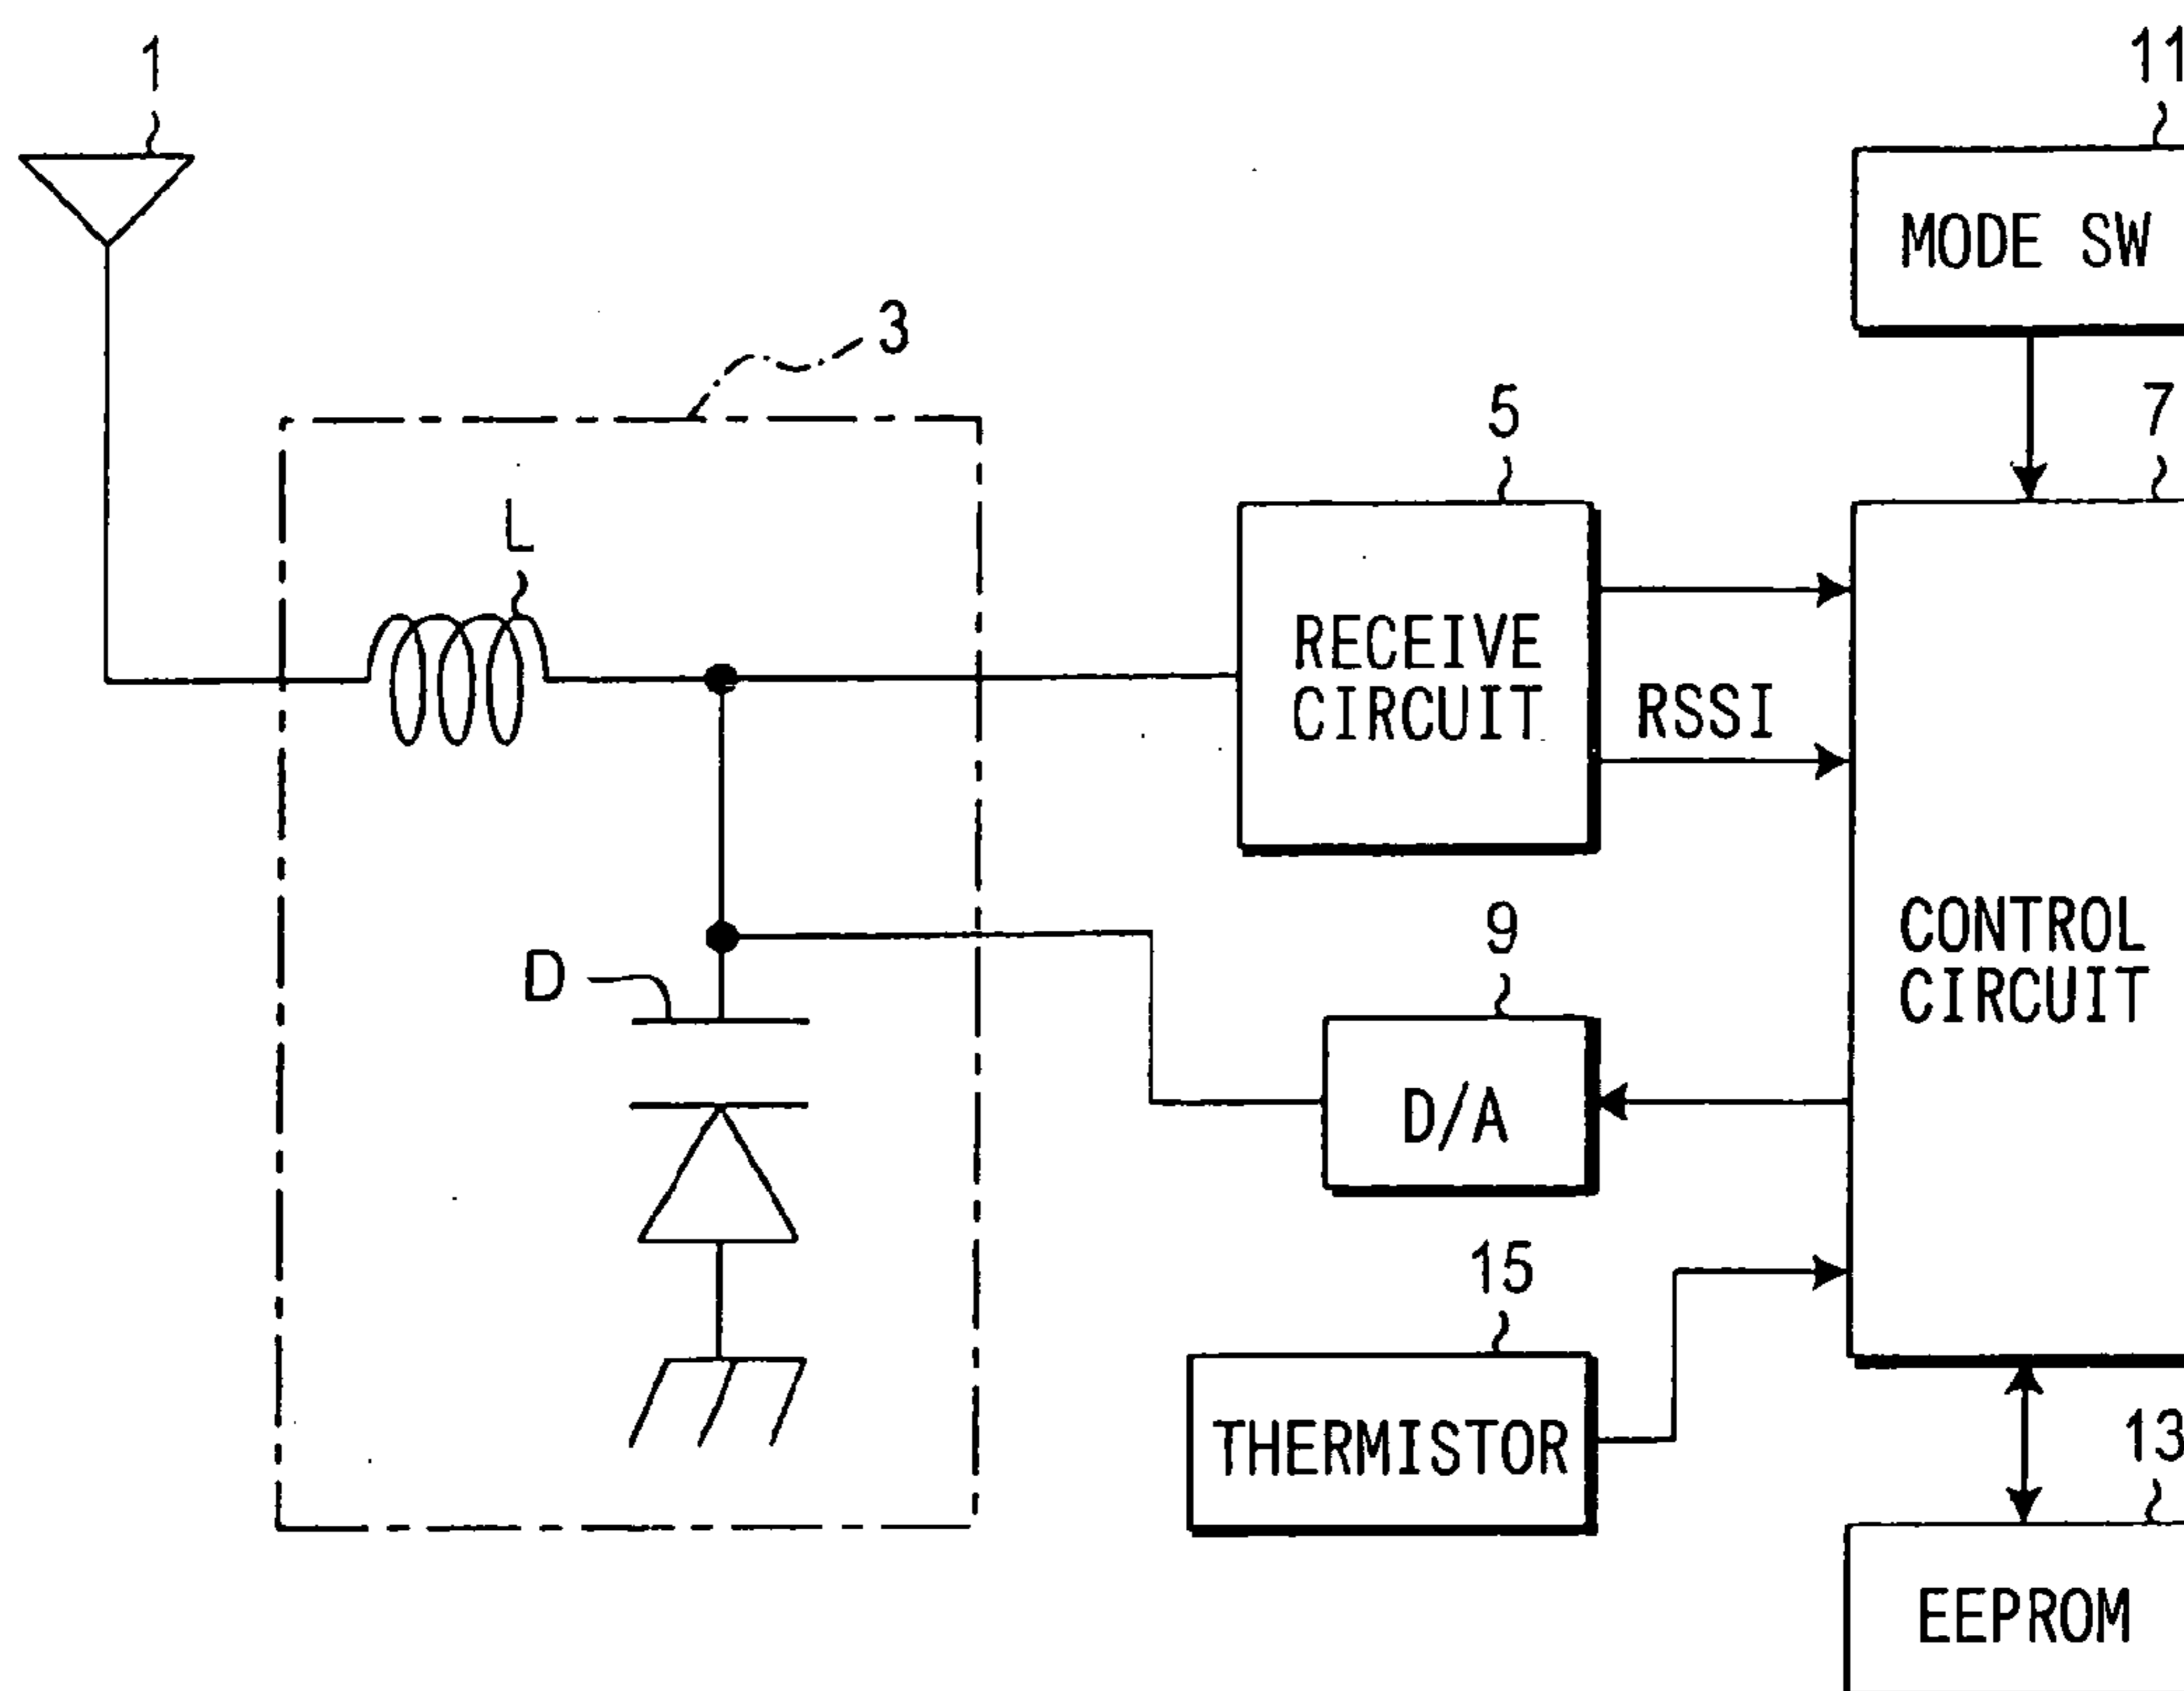 1
11
MODE SW
3
5
7
L
RECEIVE
CIRCUIT
RSSI
9
CONTROL
CIRCUIT
D
D/A
15
THERMISTOR
13
EEPROM